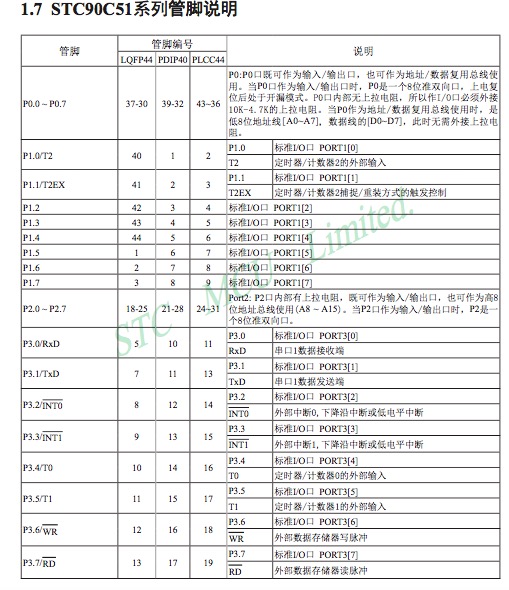 1.7 STC90C51系列管脚说明
管脚 管脚编号 说明
LQFP44 PDIP40 PLCC44
P0.0 ~ P0.7 37-30 39-32 43~36
P0:P0口既可作为输入/输出口，也可作为地址/数据复用总线使
用。当P0口作为输入/输出口时，P0是一个8位准双向口，上电复
位后处于开漏模式。P0口内部无上拉电阻，所以作I/O口必须外接
10K-4.7K的上拉电阻。当P0作为地址/数据复用总线使用时，是
低8位地址线[A0~A7]，数据线的[D0~D7]，此时无需外接上拉电
阻。
P1.0/T2 40 1 2 P1.0 标准I/O口 PORT1[0]
T2 定时器/计数器2的外部输入
P1.1/T2EX 41 2 3 P1.1 标准I/O口 PORT1[1]
T2EX 定时器/计数器2捕捉/重装方式的触发控制
P1.2 42 3 4 标准I/O口 PORT1[2]
P1.3 43 4 5 标准I/O口 PORT1[3]
P1.4 44 5 6 标准I/O口 PORT1[4]
P1.5 1 6 7 标准I/O口 PORT1[5]
P1.6 2 7 8 标准I/O口 PORT1[6]
P1.7 3 8 9 标准I/O口 PORT1[7]
P2.0 ~ P2.7 18-25 21-28 24~31
Port2: P2口内部有上拉电阻，既可作为输入/输出口，也可作为高8
位地址总线使用(A8 ~ A15)。当P2口作为输入/输出口时，P2是一
个8位准双向口。
P3.0/RxD 5 10 11 P3.0 标准I/O口 PORT3[0]
RxD 串口1数据接收端
P3.1/TxD 7 11 13 P3.1 标准I/O口 PORT3[1]
TxD 串口1数据发送端
P3.2/INT0 8 12 14 P3.2 标准I/O口 PORT3[2]
INT0 外部中断0,下降沿中断或低电平中断
P3.3/INT1 9 13 15 P3.3 标准I/O口 PORT3[3]
INT1 外部中断1,下降沿中断或低电平中断
P3.4/T0 10 14 16 P3.4 标准I/O口 PORT3[4]
T0 定时器/计数器0的外部输入
P3.5/T1 11 15 17 P3.5 标准I/O口 PORT3[5]
T1 定时器/计数器1的外部输入
P3.6/WR 12 16 18 P3.6 标准I/O口 PORT3[6]
WR 外部数据存储器写脉冲
P3.7/RD 13 17 19 P3.7 标准I/O口 PORT3[7]
RD 外部数据存储器读脉冲
STC MCU Limited.